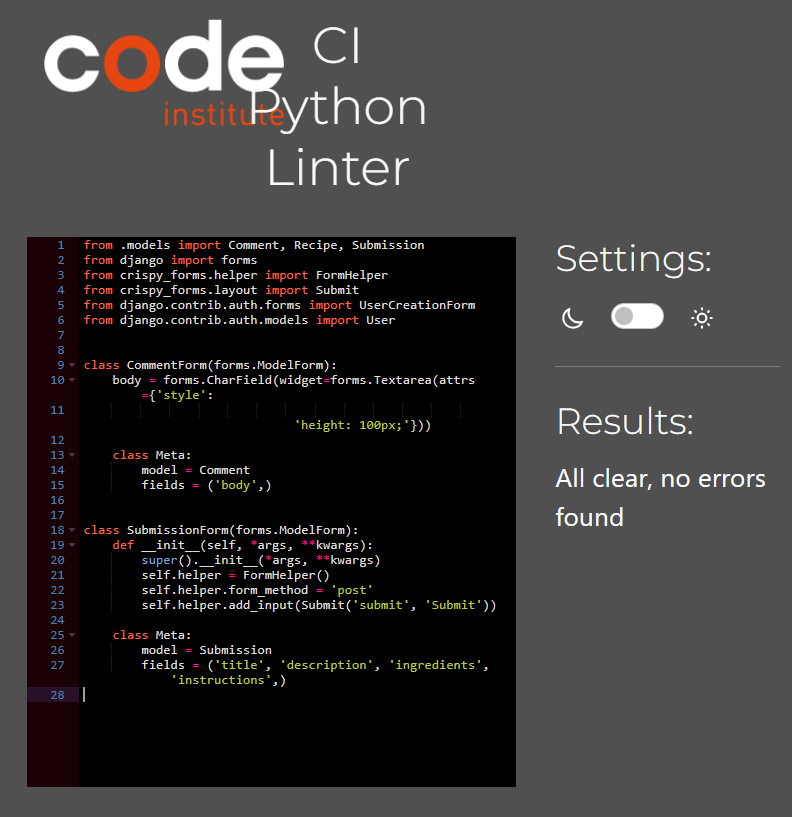 code
institute
CI
Python
Linter
1 from .models import Comment, Recipe, Submission
2 from django import forms
3 from crispy_forms.helper import FormHelper
4 from crispy_forms.layout import Submit
5 from django.contrib.auth.forms import UserCreationForm
6 from django.contrib.auth.models import User
7
8
9 class CommentForm(forms.ModelForm):
10 body = forms.CharField(widget=forms.Textarea(attrs
={'style':
11
'height: 100px;'}))
12
13 class Meta:
14 model = Comment
15 fields = ('body',)
16
17
18 class SubmissionForm(forms.ModelForm):
19 def __init__(self, *args, **kwargs):
20 super().__init__(*args, **kwargs)
21 self.helper = FormHelper()
22 self.helper.form_method = 'post'
23 self.helper.add_input(Submit('submit', 'Submit'))
24
25 class Meta:
26 model = Submission
27 fields = ('title', 'description', 'ingredients',
'instructions',)
28
Settings:
Results:
All clear, no errors
found